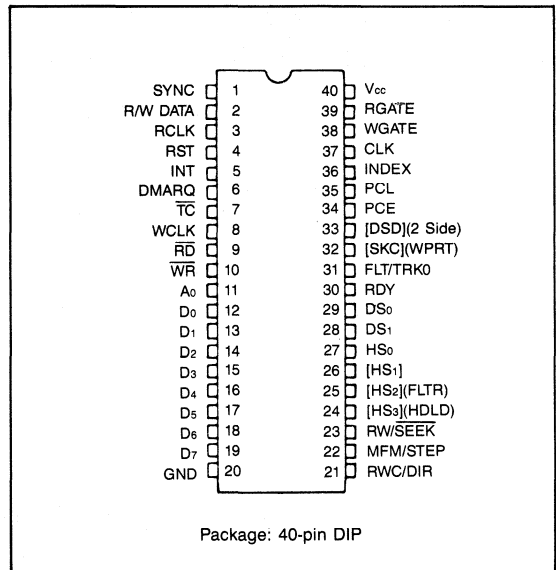 SYNC 1 40 Vcc
R/W DATA 2 39 RGATE
RCLK 3 38 WGATE
RST 4 37 CLK
INT 5 36 INDEX
DMARQ 6 35 PCL
T̅C̅ 7 34 PCE
WCLK 8 33 [DSD](2 Side)
R̅D̅ 9 32 [SKC](WPRT)
W̅R̅ 10 31 FLT/TRK0
A₀ 11 30 RDY
D₀ 12 29 DS₀
D₁ 13 28 DS₁
D₂ 14 27 HS₀
D₃ 15 26 [HS₁]
D₄ 16 25 [HS₂](FLTR)
D₅ 17 24 [HS₃](HDLD)
D₆ 18 23 RW/S̅E̅E̅K̅
D₇ 19 22 MFM/STEP
GND 20 21 RWC/DIR
Package: 40-pin DIP